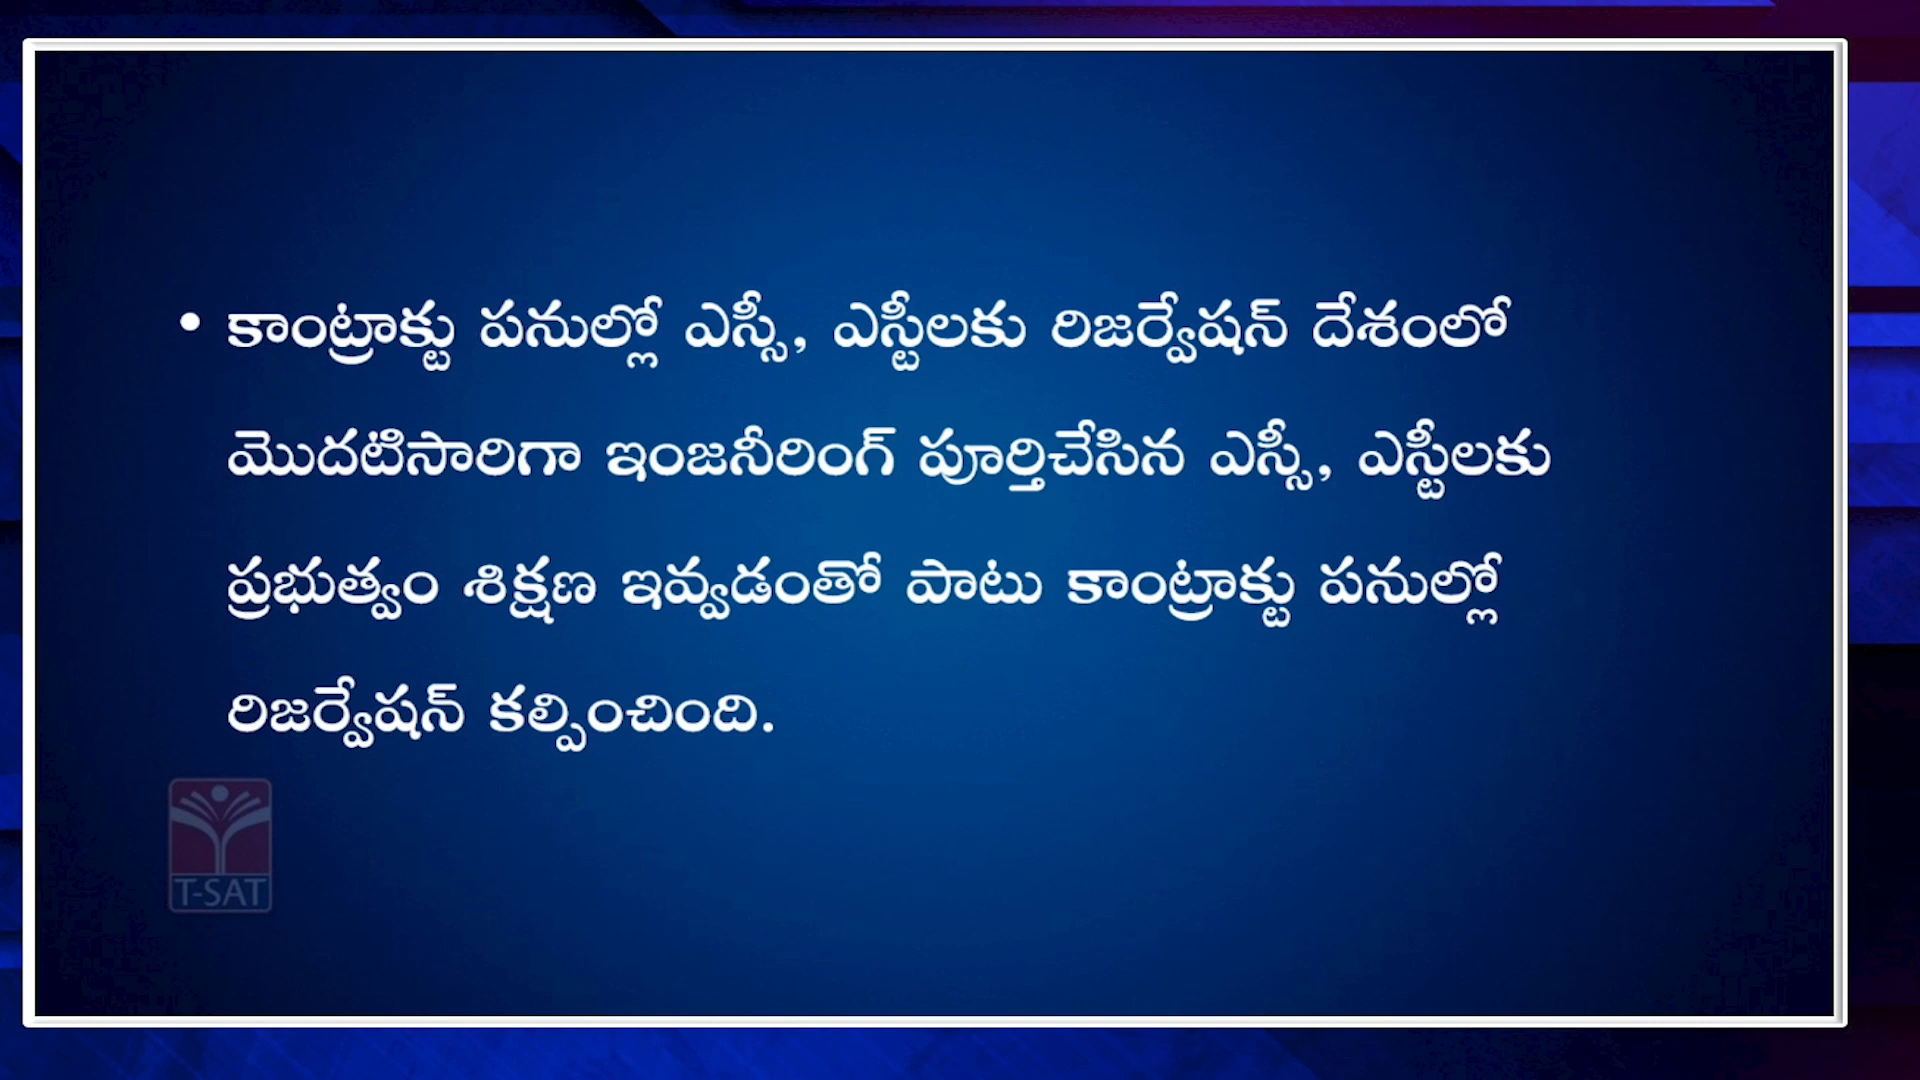 • కాంట్రాక్టు పనుల్లో ఎస్సీ, ఎస్టీలకు రిజర్వేషన్ దేశంలో
మొదటిసారిగా ఇంజనీరింగ్ పూర్తిచేసిన ఎస్సీ, ఎస్టీలకు
ప్రభుత్వం శిక్షణ ఇవ్వడంతో పాటు కాంట్రాక్టు పనుల్లో
రిజర్వేషన్ కల్పించింది.
T-SAT